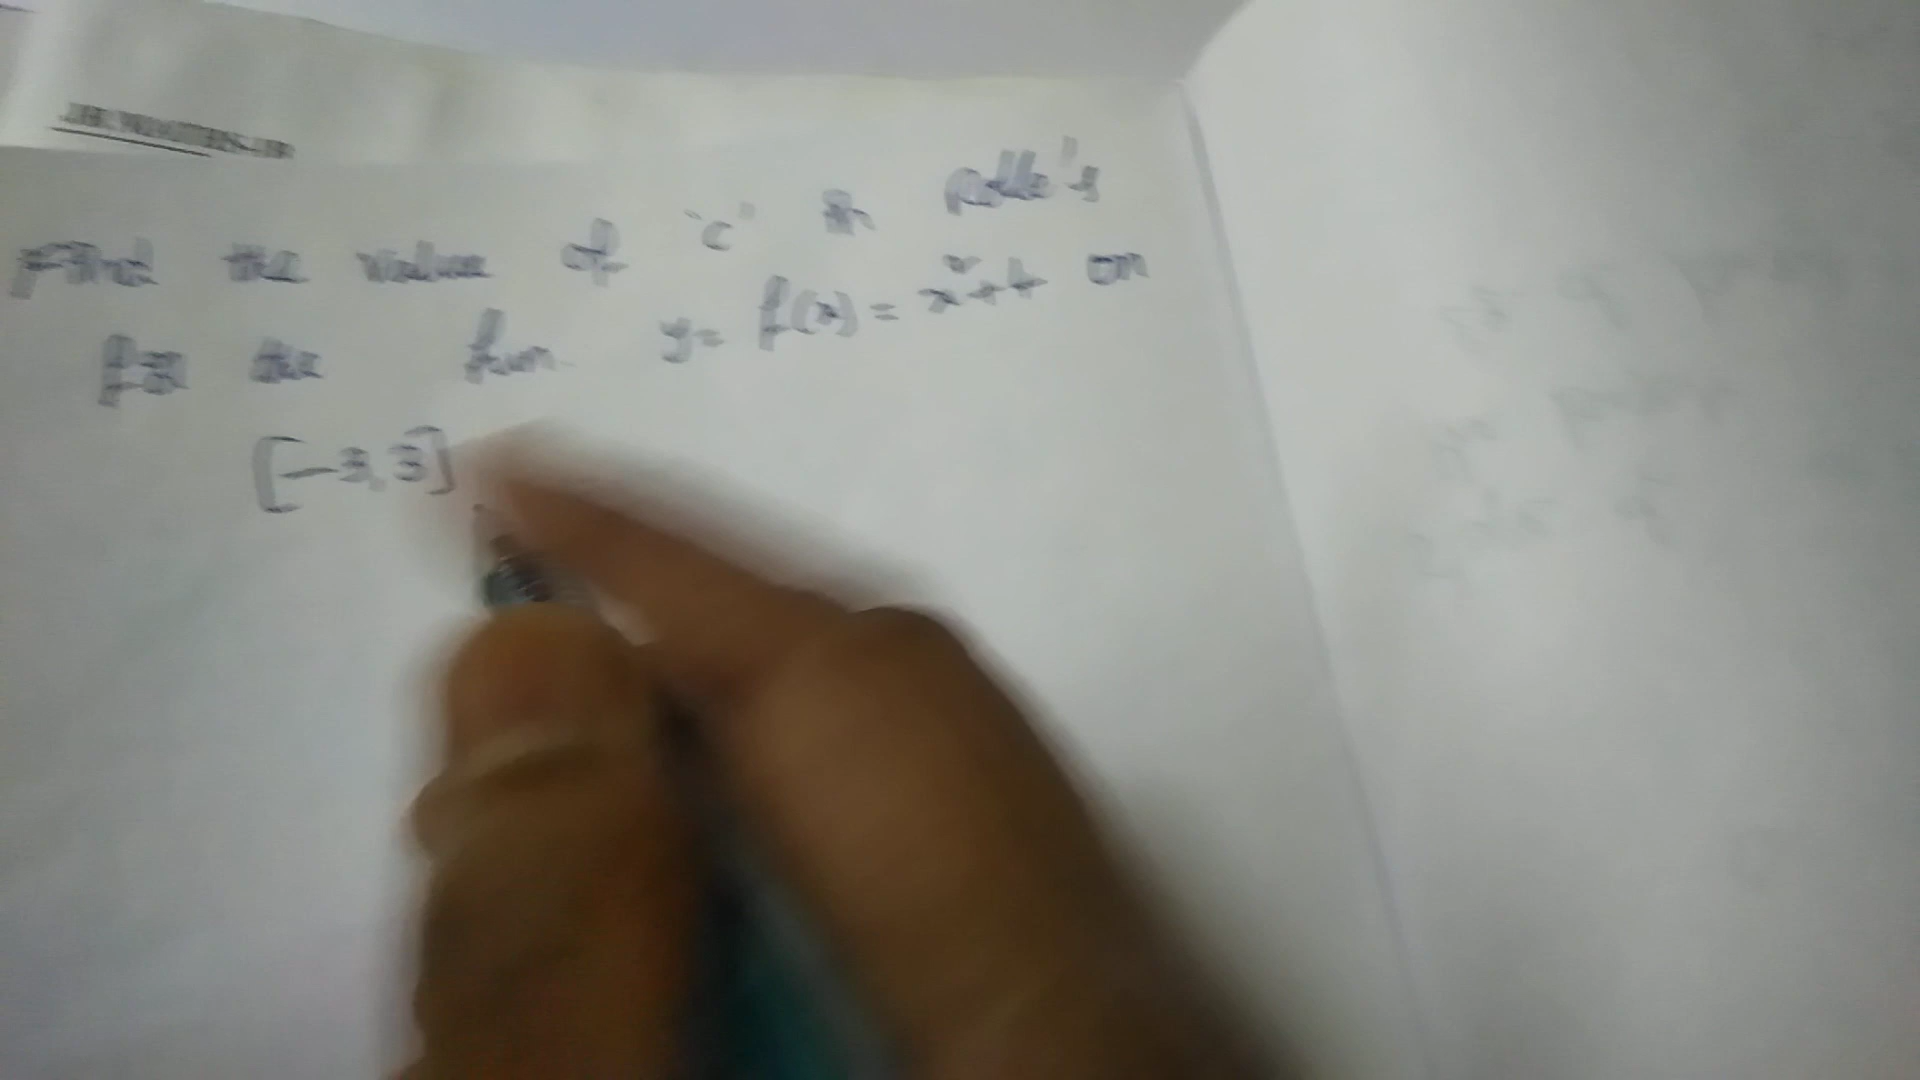 Find the value of "c" in Rolle's
for the fun. y = f(x) = x²+4 on
[-3, 3]